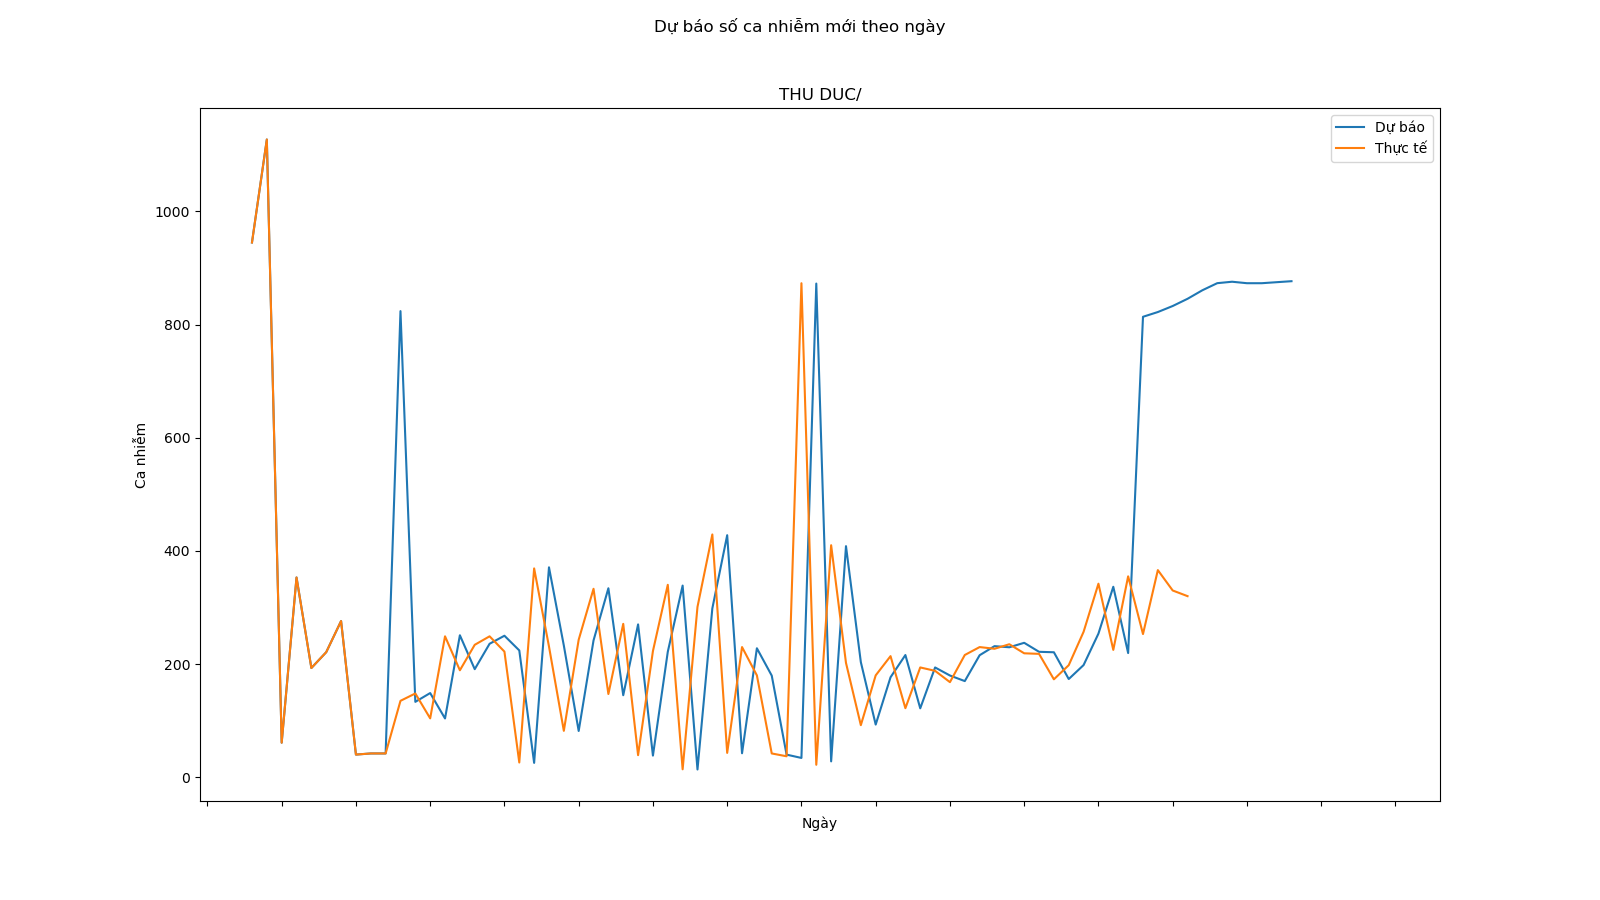 Dự báo số ca nhiễm mới theo ngày
THU DUC/
Dự báo
Thực tế
1000
800
600
400
200
0
Ca nhiễm
Ngày